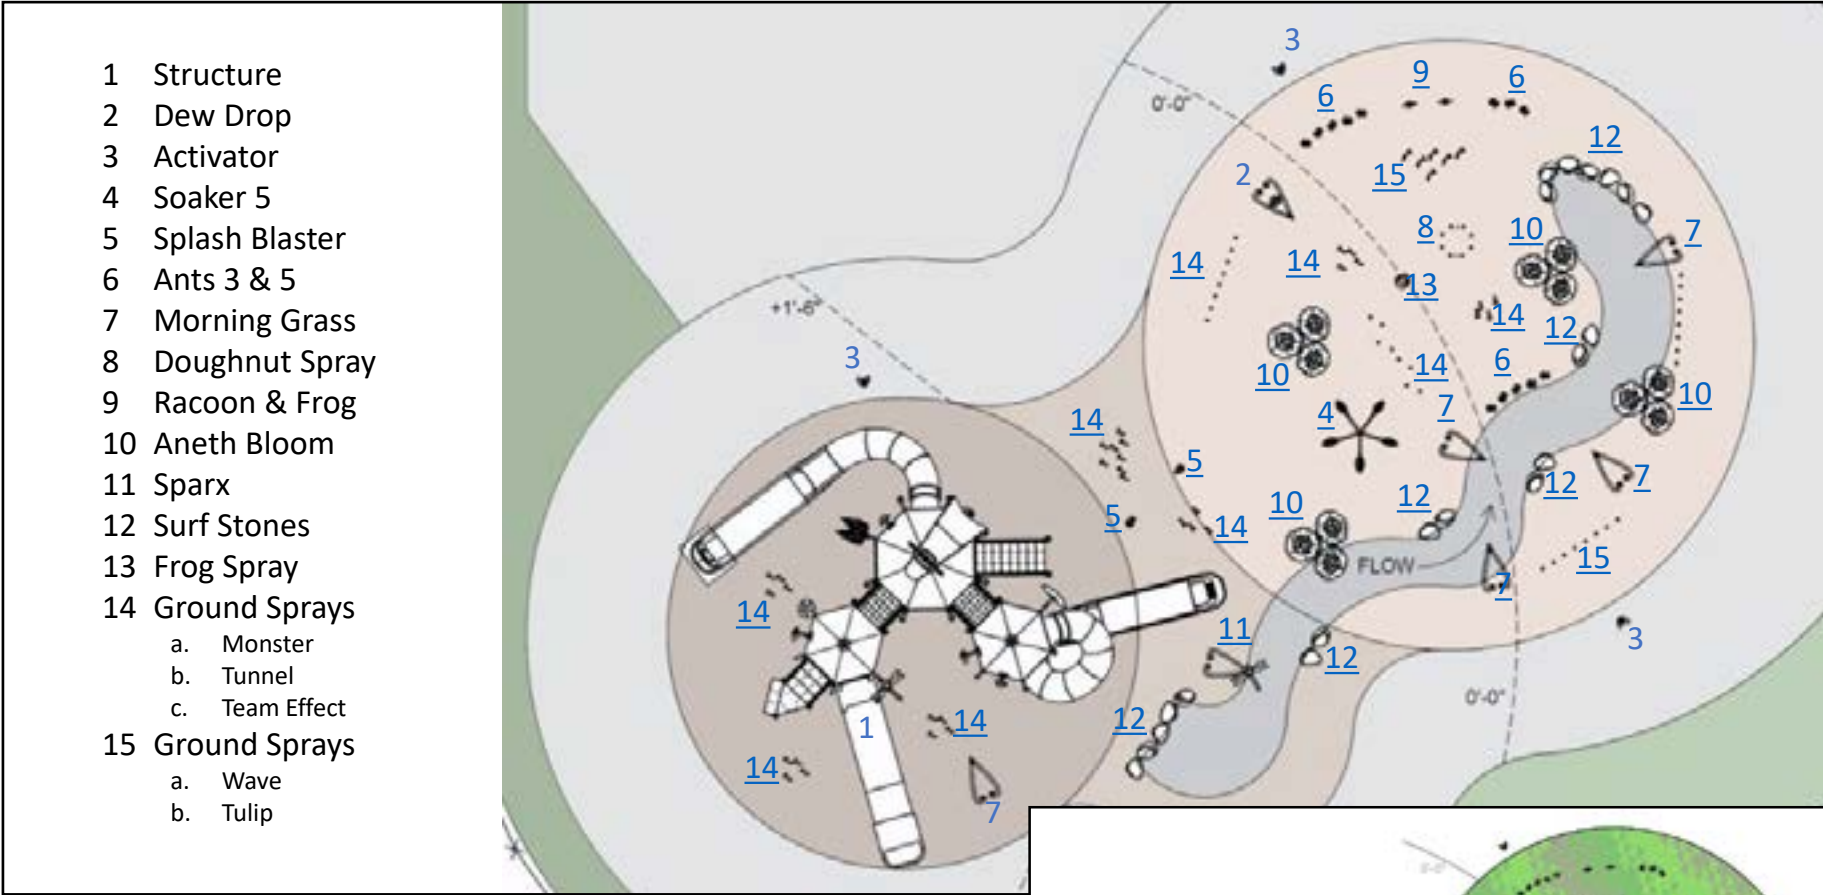 1 Structure
2 Dew Drop
3 Activator
4 Soaker 5
5 Splash Blaster
6 Ants 3 & 5
7 Morning Grass
8 Doughnut Spray
9 Racoon & Frog
10 Aneth Bloom
11 Sparx
12 Surf Stones
13 Frog Spray
14 Ground Sprays
a. Monster
b. Tunnel
c. Team Effect
15 Ground Sprays
a. Wave
b. Tulip
3
9
6
6
0'-0"
12
15
2
8
10
7
14
14
13
+1'-6"
14
12
3
6
14
10
10
4
7
14
5
7
12
12
10
5
14
15
FLOW
7
14
11
3
12
0'-0"
12
14
1
14
7